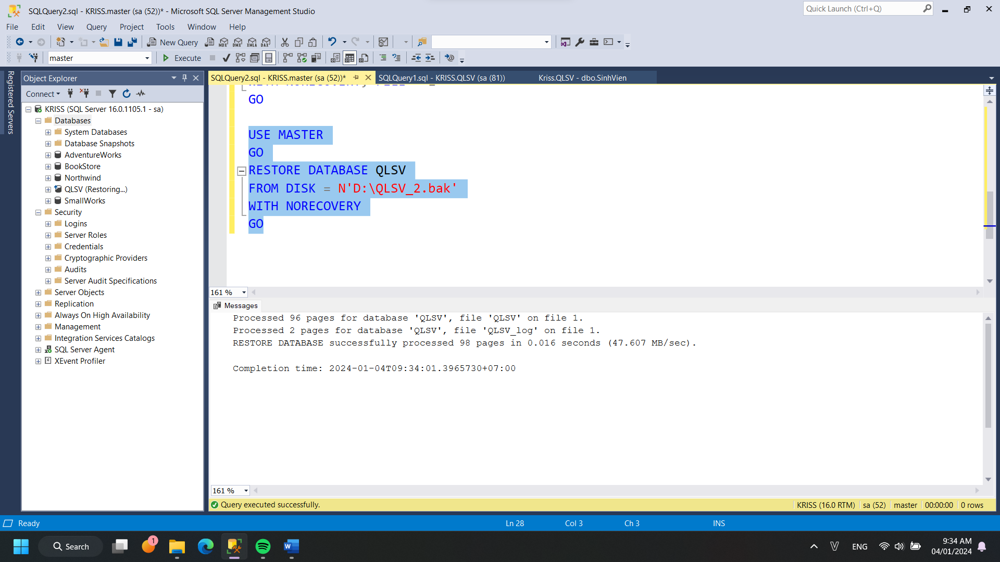 SQLQuery2.sql - KRISS.master (sa (52))* - Microsoft SQL Server Management Studio
Quick Launch (Ctrl+Q)
File Edit View Query Project Tools Window Help
New Query
MDX DMX XMLA DAX
master
Execute
Registered Servers
Object Explorer
Connect
KRISS (SQL Server 16.0.1105.1 - sa)
Databases
System Databases
Database Snapshots
AdventureWorks
BookStore
Northwind
QLSV (Restoring...)
SmallWorks
Security
Logins
Server Roles
Credentials
Cryptographic Providers
Audits
Server Audit Specifications
Server Objects
Replication
Always On High Availability
Management
Integration Services Catalogs
SQL Server Agent
XEvent Profiler
SQLQuery2.sql - KRISS.master (sa (52))*
SQLQuery1.sql - KRISS.QLSV (sa (81))
Kriss.QLSV - dbo.SinhVien
GO
USE MASTER
GO
RESTORE DATABASE QLSV
FROM DISK = N'D:\QLSV_2.bak'
WITH NORECOVERY
GO
161 %
Messages
Processed 96 pages for database 'QLSV', file 'QLSV' on file 1.
Processed 2 pages for database 'QLSV', file 'QLSV_log' on file 1.
RESTORE DATABASE successfully processed 98 pages in 0.016 seconds (47.607 MB/sec).
Completion time: 2024-01-04T09:34:01.3965730+07:00
161 %
Query executed successfully.
KRISS (16.0 RTM) sa (52) master 00:00:00 0 rows
Ready
Ln 28 Col 3 Ch 3 INS
Search
1
ENG
9:34 AM
04/01/2024